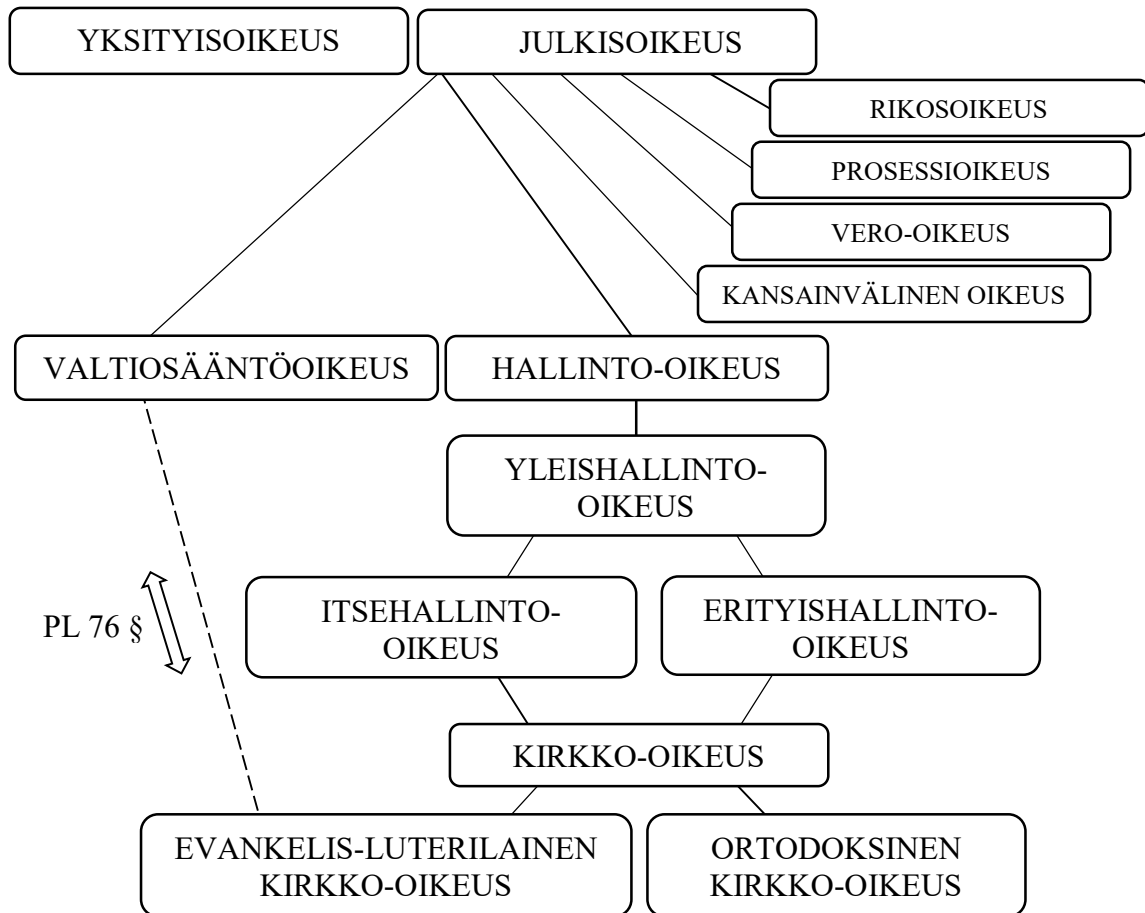 YKSITYISOIKEUS
JULKISOIKEUS
RIKOSOIKEUS
PROSESSIOIKEUS
VERO-OIKEUS
KANSAINVÄLINEN OIKEUS
VALTIOSÄÄNTÖOIKEUS
HALLINTO-OIKEUS
YLEISHALLINTO-
OIKEUS
ITSEHALLINTO-
OIKEUS
ERITYISHALLINTO-
OIKEUS
PL 76 §
KIRKKO-OIKEUS
EVANKELIS-LUTERILAINEN
KIRKKO-OIKEUS
ORTODOKSINEN
KIRKKO-OIKEUS